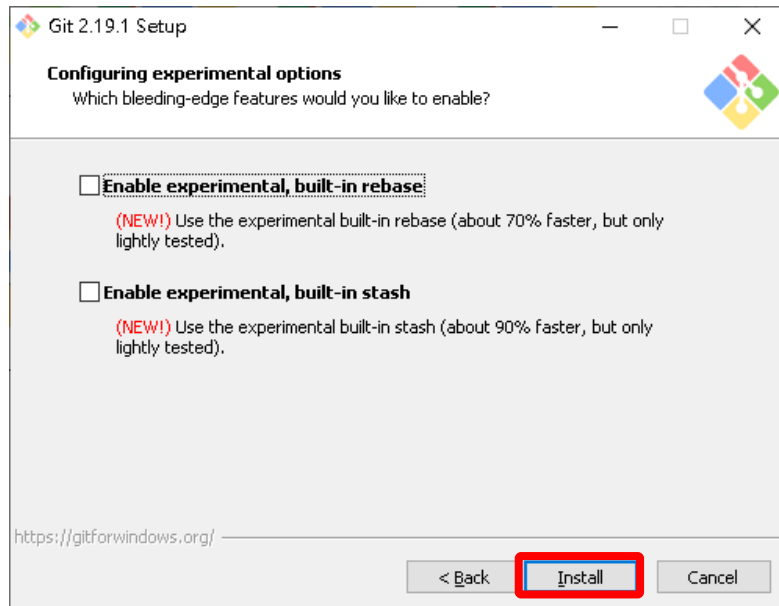 Git 2.19.1 Setup
Configuring experimental options
Which bleeding-edge features would you like to enable?
Enable experimental, built-in rebase
(NEW!) Use the experimental built-in rebase (about 70% faster, but only
lightly tested).
Enable experimental, built-in stash
(NEW!) Use the experimental built-in stash (about 90% faster, but only
lightly tested).
https://gitforwindows.org/
< Back
Install
Cancel